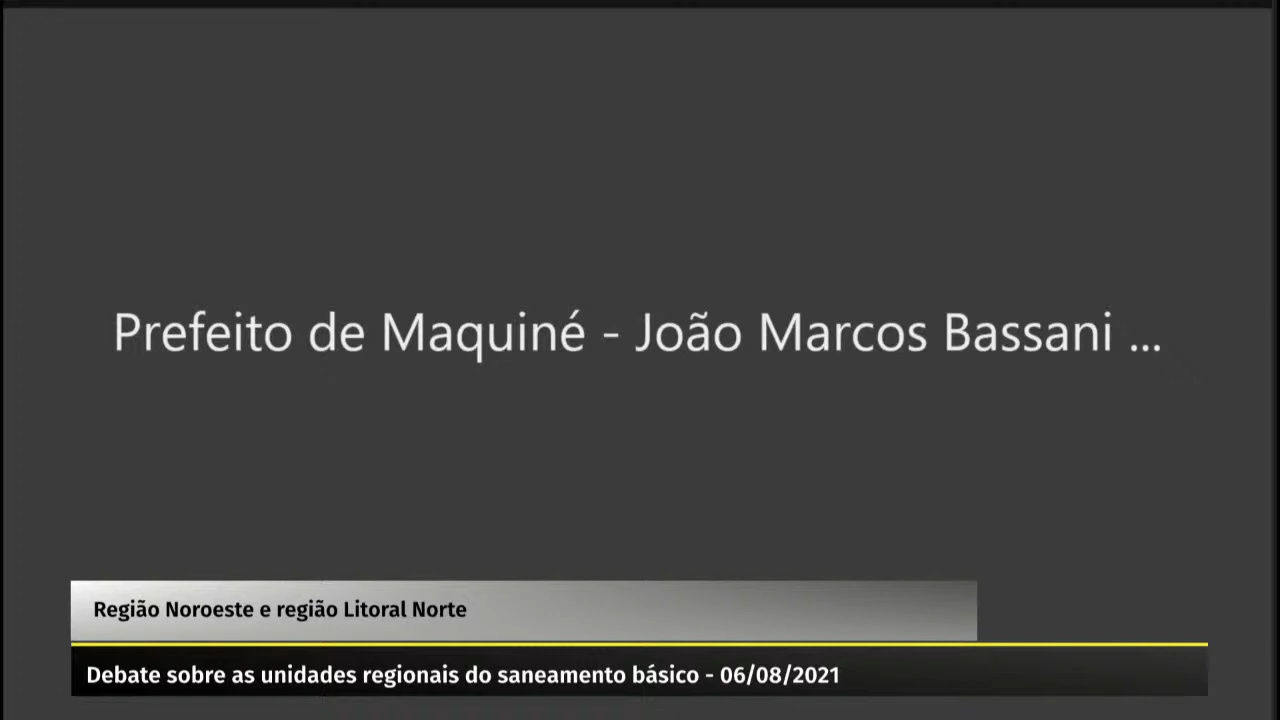 Prefeito de Maquiné - João Marcos Bassani ...
Região Noroeste e região Litoral Norte
Debate sobre as unidades regionais do saneamento básico - 06/08/2021